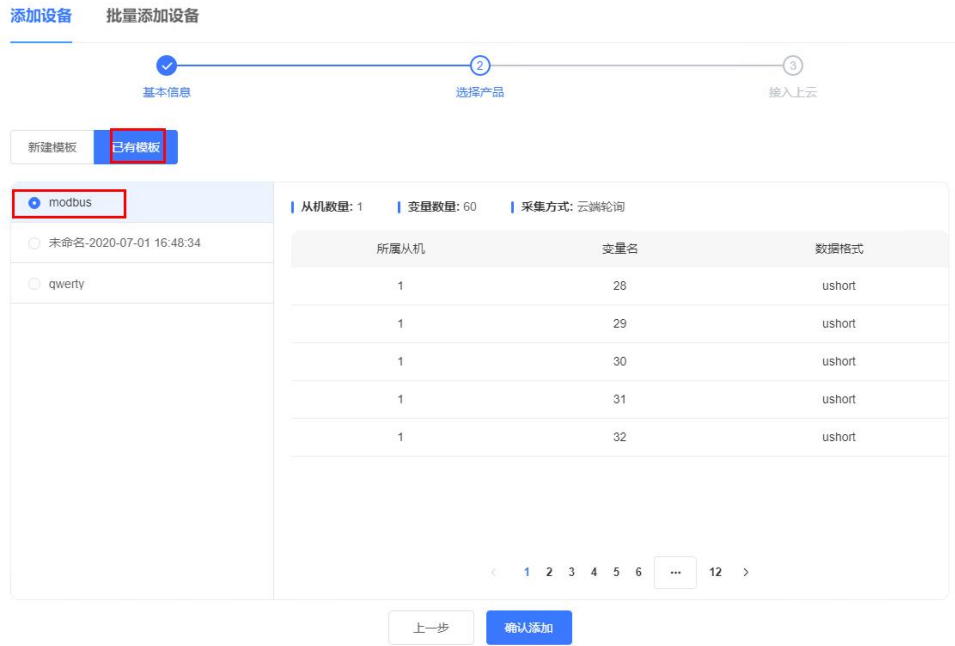 添加设备 批量添加设备
2 3
基本信息 选择产品 接入上云
新建模板 已有模板
modbus
未命名-2020-07-01 16:48:34
qwerty
从机数量: 1 变量数量: 60 采集方式: 云端轮询
所属从机 变量名 数据格式
1 28 ushort
1 29 ushort
1 30 ushort
1 31 ushort
1 32 ushort
< 1 2 3 4 5 6 ··· 12 >
上一步 确认添加